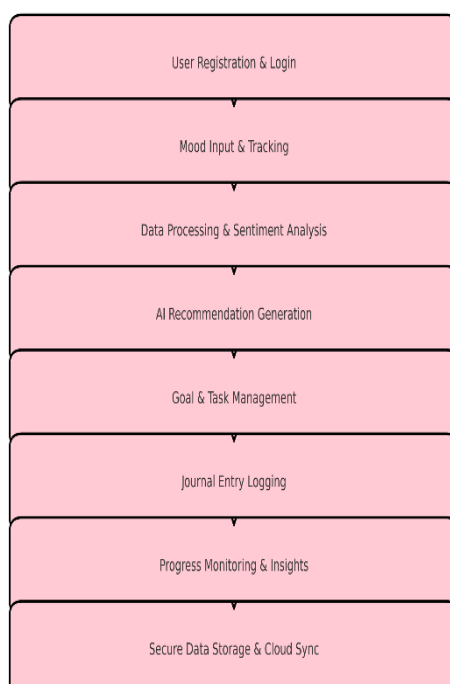 User Registration & Login
Mood Input & Tracking
Data Processing & Sentiment Analysis
AI Recommendation Generation
Goal & Task Management
Journal Entry Logging
Progress Monitoring & Insights
Secure Data Storage & Cloud Sync